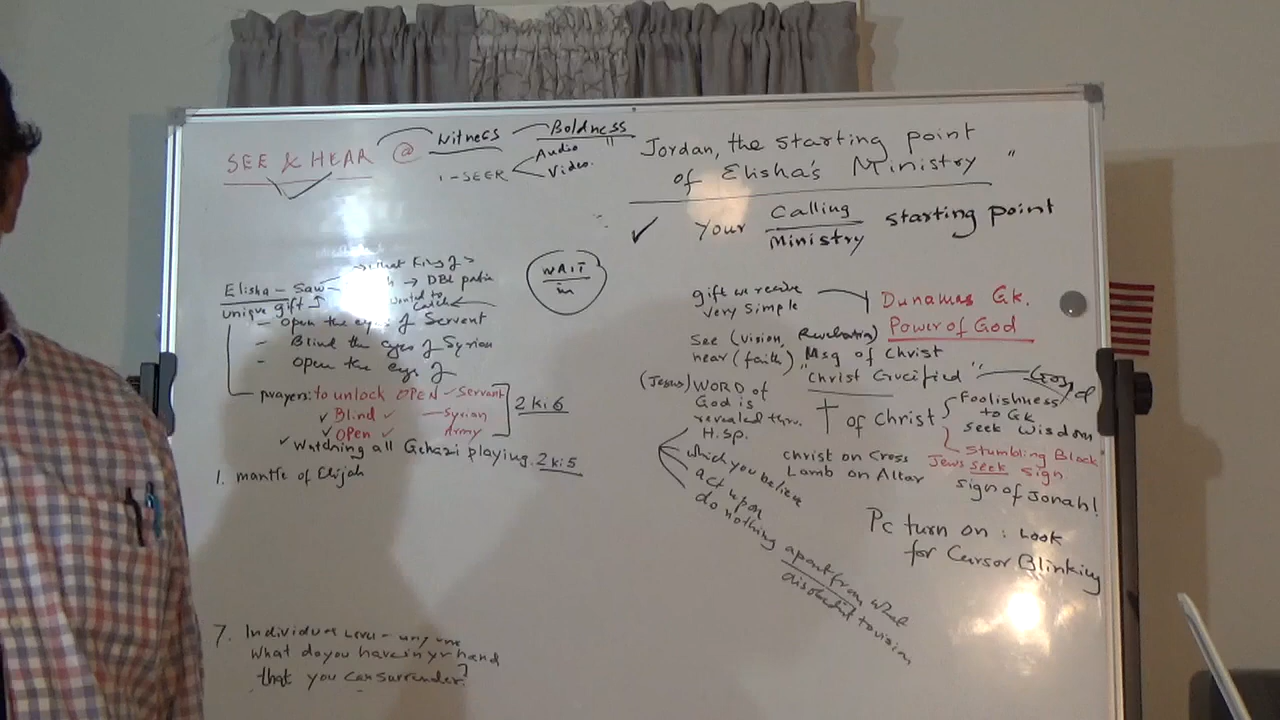 SEE & HEAR @ Witness Boldness "
1-SEER Audio
Video.
Elisha - Saw
→ DBL
unique gift
- open the eyes of Servant
- Blind the eyes of Syrian
- open the eyes of
prayers: to unlock OPEN ✓ Servant
✓ Blind ✓ — Syrian
✓ OPEN ✓ Army
2 Ki 6
✓ Watching all Gehazi playing. 2 Ki 5
1. mantle of Elijah
7. Individual Level - any one
What do you have in yr hand
that you can surrender?
WAIT
in
Jordan, the starting point
of Elisha's Ministry "
✓ Your Calling starting point
Ministry
gift we receive
very simple
Dunamas Gk.
Power of God
see (vision, Revelation)
hear (faith) Msg of Christ
"Christ Crucified"
(Jesus) WORD of
God is
revealed thru.
H.Sp.
† of Christ
Foolishness
to Gk
seek wisdom
Stumbling Block
Jews seek sign
sign of Jonah!
Christ on Cross
Lamb on Altar
which you believe
act upon
do nothing apart from what
disobedient to vision
Pc turn on : Look
for Cursor Blinking